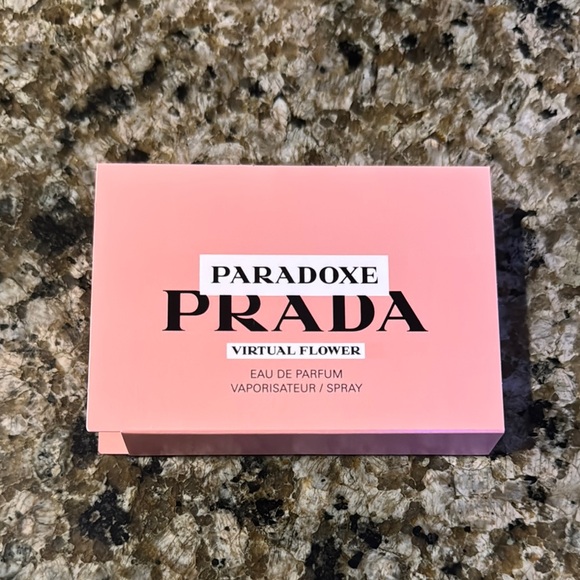 PARADOXE
PRADA
VIRTUAL FLOWER
EAU DE PARFUM
VAPORISATEUR / SPRAY